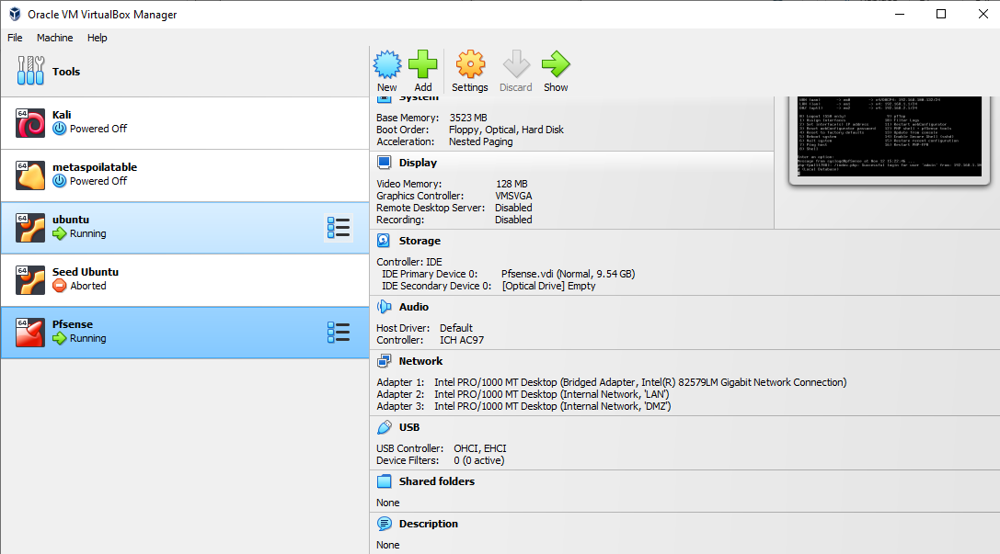 Oracle VM VirtualBox Manager
File Machine Help
Tools
New Add Settings Discard Show
64 Kali
Powered Off
64 metaspoilatable
Powered Off
64 ubuntu
Running
64 Seed Ubuntu
Aborted
64 Pfsense
Running
System
Base Memory: 3523 MB
Boot Order: Floppy, Optical, Hard Disk
Acceleration: Nested Paging
Display
Video Memory: 128 MB
Graphics Controller: VMSVGA
Remote Desktop Server: Disabled
Recording: Disabled
Storage
Controller: IDE
IDE Primary Device 0: Pfsense.vdi (Normal, 9.54 GB)
IDE Secondary Device 0: [Optical Drive] Empty
Audio
Host Driver: Default
Controller: ICH AC97
Network
Adapter 1: Intel PRO/1000 MT Desktop (Bridged Adapter, Intel(R) 82579LM Gigabit Network Connection)
Adapter 2: Intel PRO/1000 MT Desktop (Internal Network, 'LAN')
Adapter 3: Intel PRO/1000 MT Desktop (Internal Network, 'DMZ')
USB
USB Controller: OHCI, EHCI
Device Filters: 0 (0 active)
Shared folders
None
Description
None